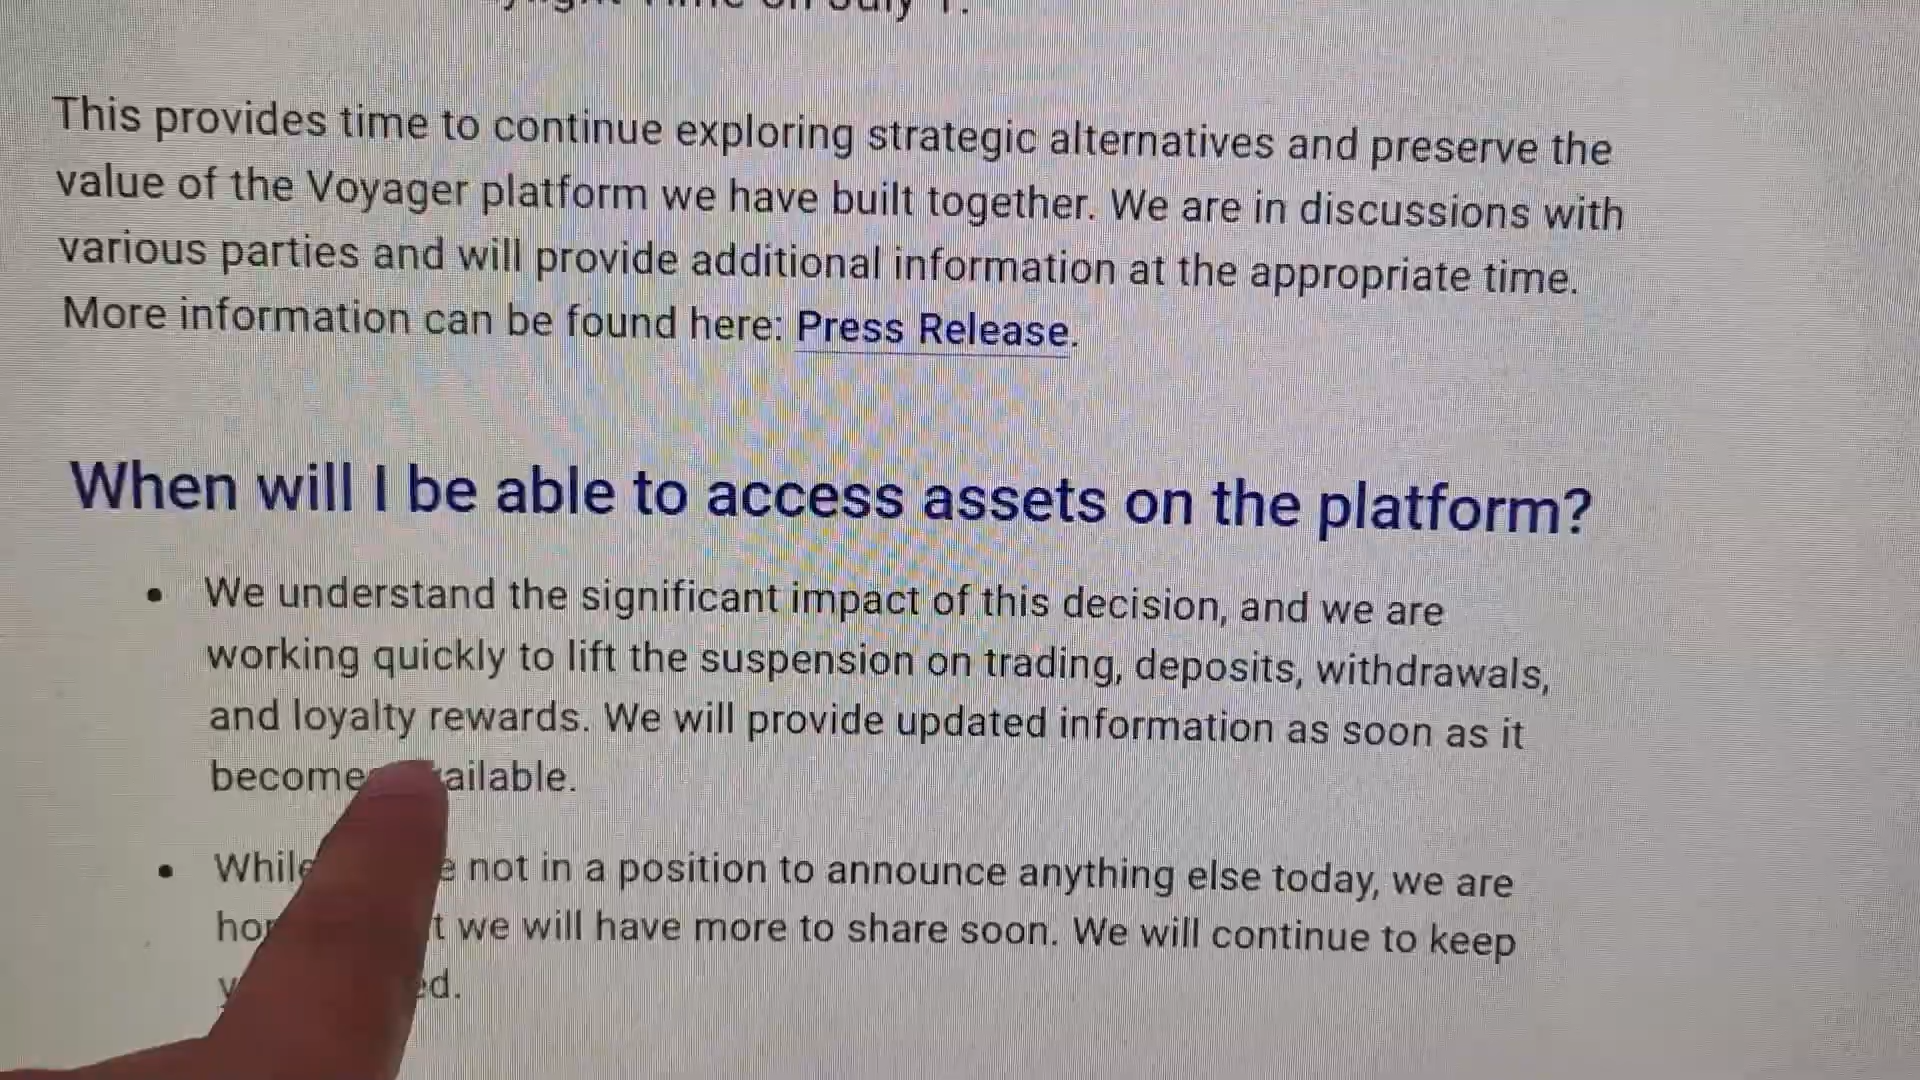 on July 1.
This provides time to continue exploring strategic alternatives and preserve the
value of the Voyager platform we have built together. We are in discussions with
various parties and will provide additional information at the appropriate time.
More information can be found here: Press Release.
When will I be able to access assets on the platform?
• We understand the significant impact of this decision, and we are
working quickly to lift the suspension on trading, deposits, withdrawals,
and loyalty rewards. We will provide updated information as soon as it
become ailable.
• While not in a position to announce anything else today, we are
we will have more to share soon. We will continue to keep